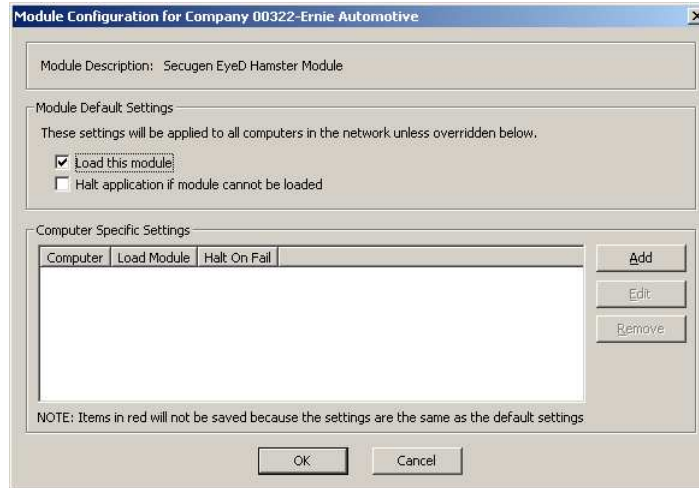 Module Configuration for Company 00322-Ernie Automotive
Module Description: Secugen EyeD Hamster Module
Module Default Settings
These settings will be applied to all computers in the network unless overridden below.
Load this module
Halt application if module cannot be loaded
Computer Specific Settings
Computer Load Module Halt On Fail
Add
Edit
Remove
NOTE: Items in red will not be saved because the settings are the same as the default settings
OK Cancel